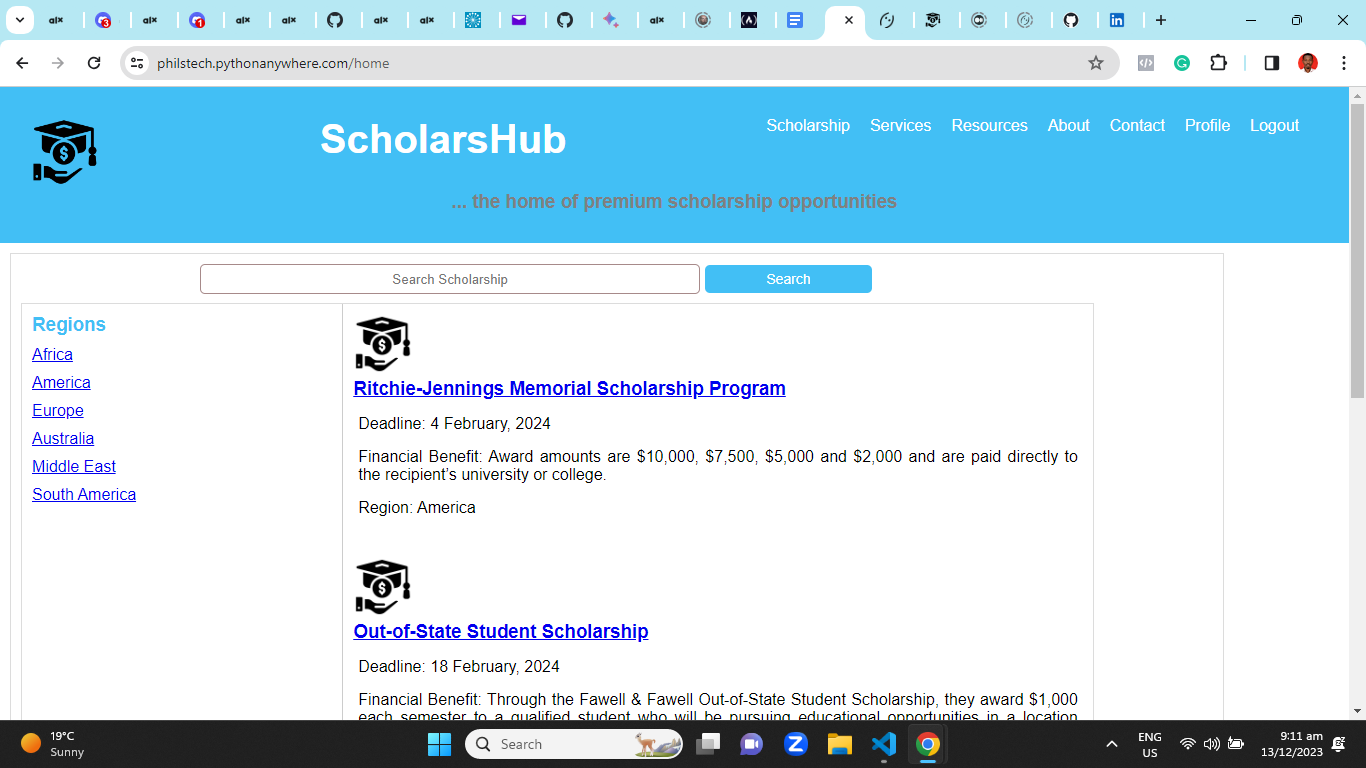 alx
3
alx
1
alx
alx
alx
alx
alx
philstech.pythonanywhere.com/home
ScholarsHub
Scholarship Services Resources About Contact Profile Logout
... the home of premium scholarship opportunities
Search Scholarship
Search
Regions
Africa
America
Europe
Australia
Middle East
South America
Ritchie-Jennings Memorial Scholarship Program
Deadline: 4 February, 2024
Financial Benefit: Award amounts are $10,000, $7,500, $5,000 and $2,000 and are paid directly to
the recipient’s university or college.
Region: America
Out-of-State Student Scholarship
Deadline: 18 February, 2024
Financial Benefit: Through the Fawell & Fawell Out-of-State Student Scholarship, they award $1,000
each semester to a qualified student who will be pursuing educational opportunities in a location
19°C
Sunny
Search
ENG
US
9:11 am
13/12/2023